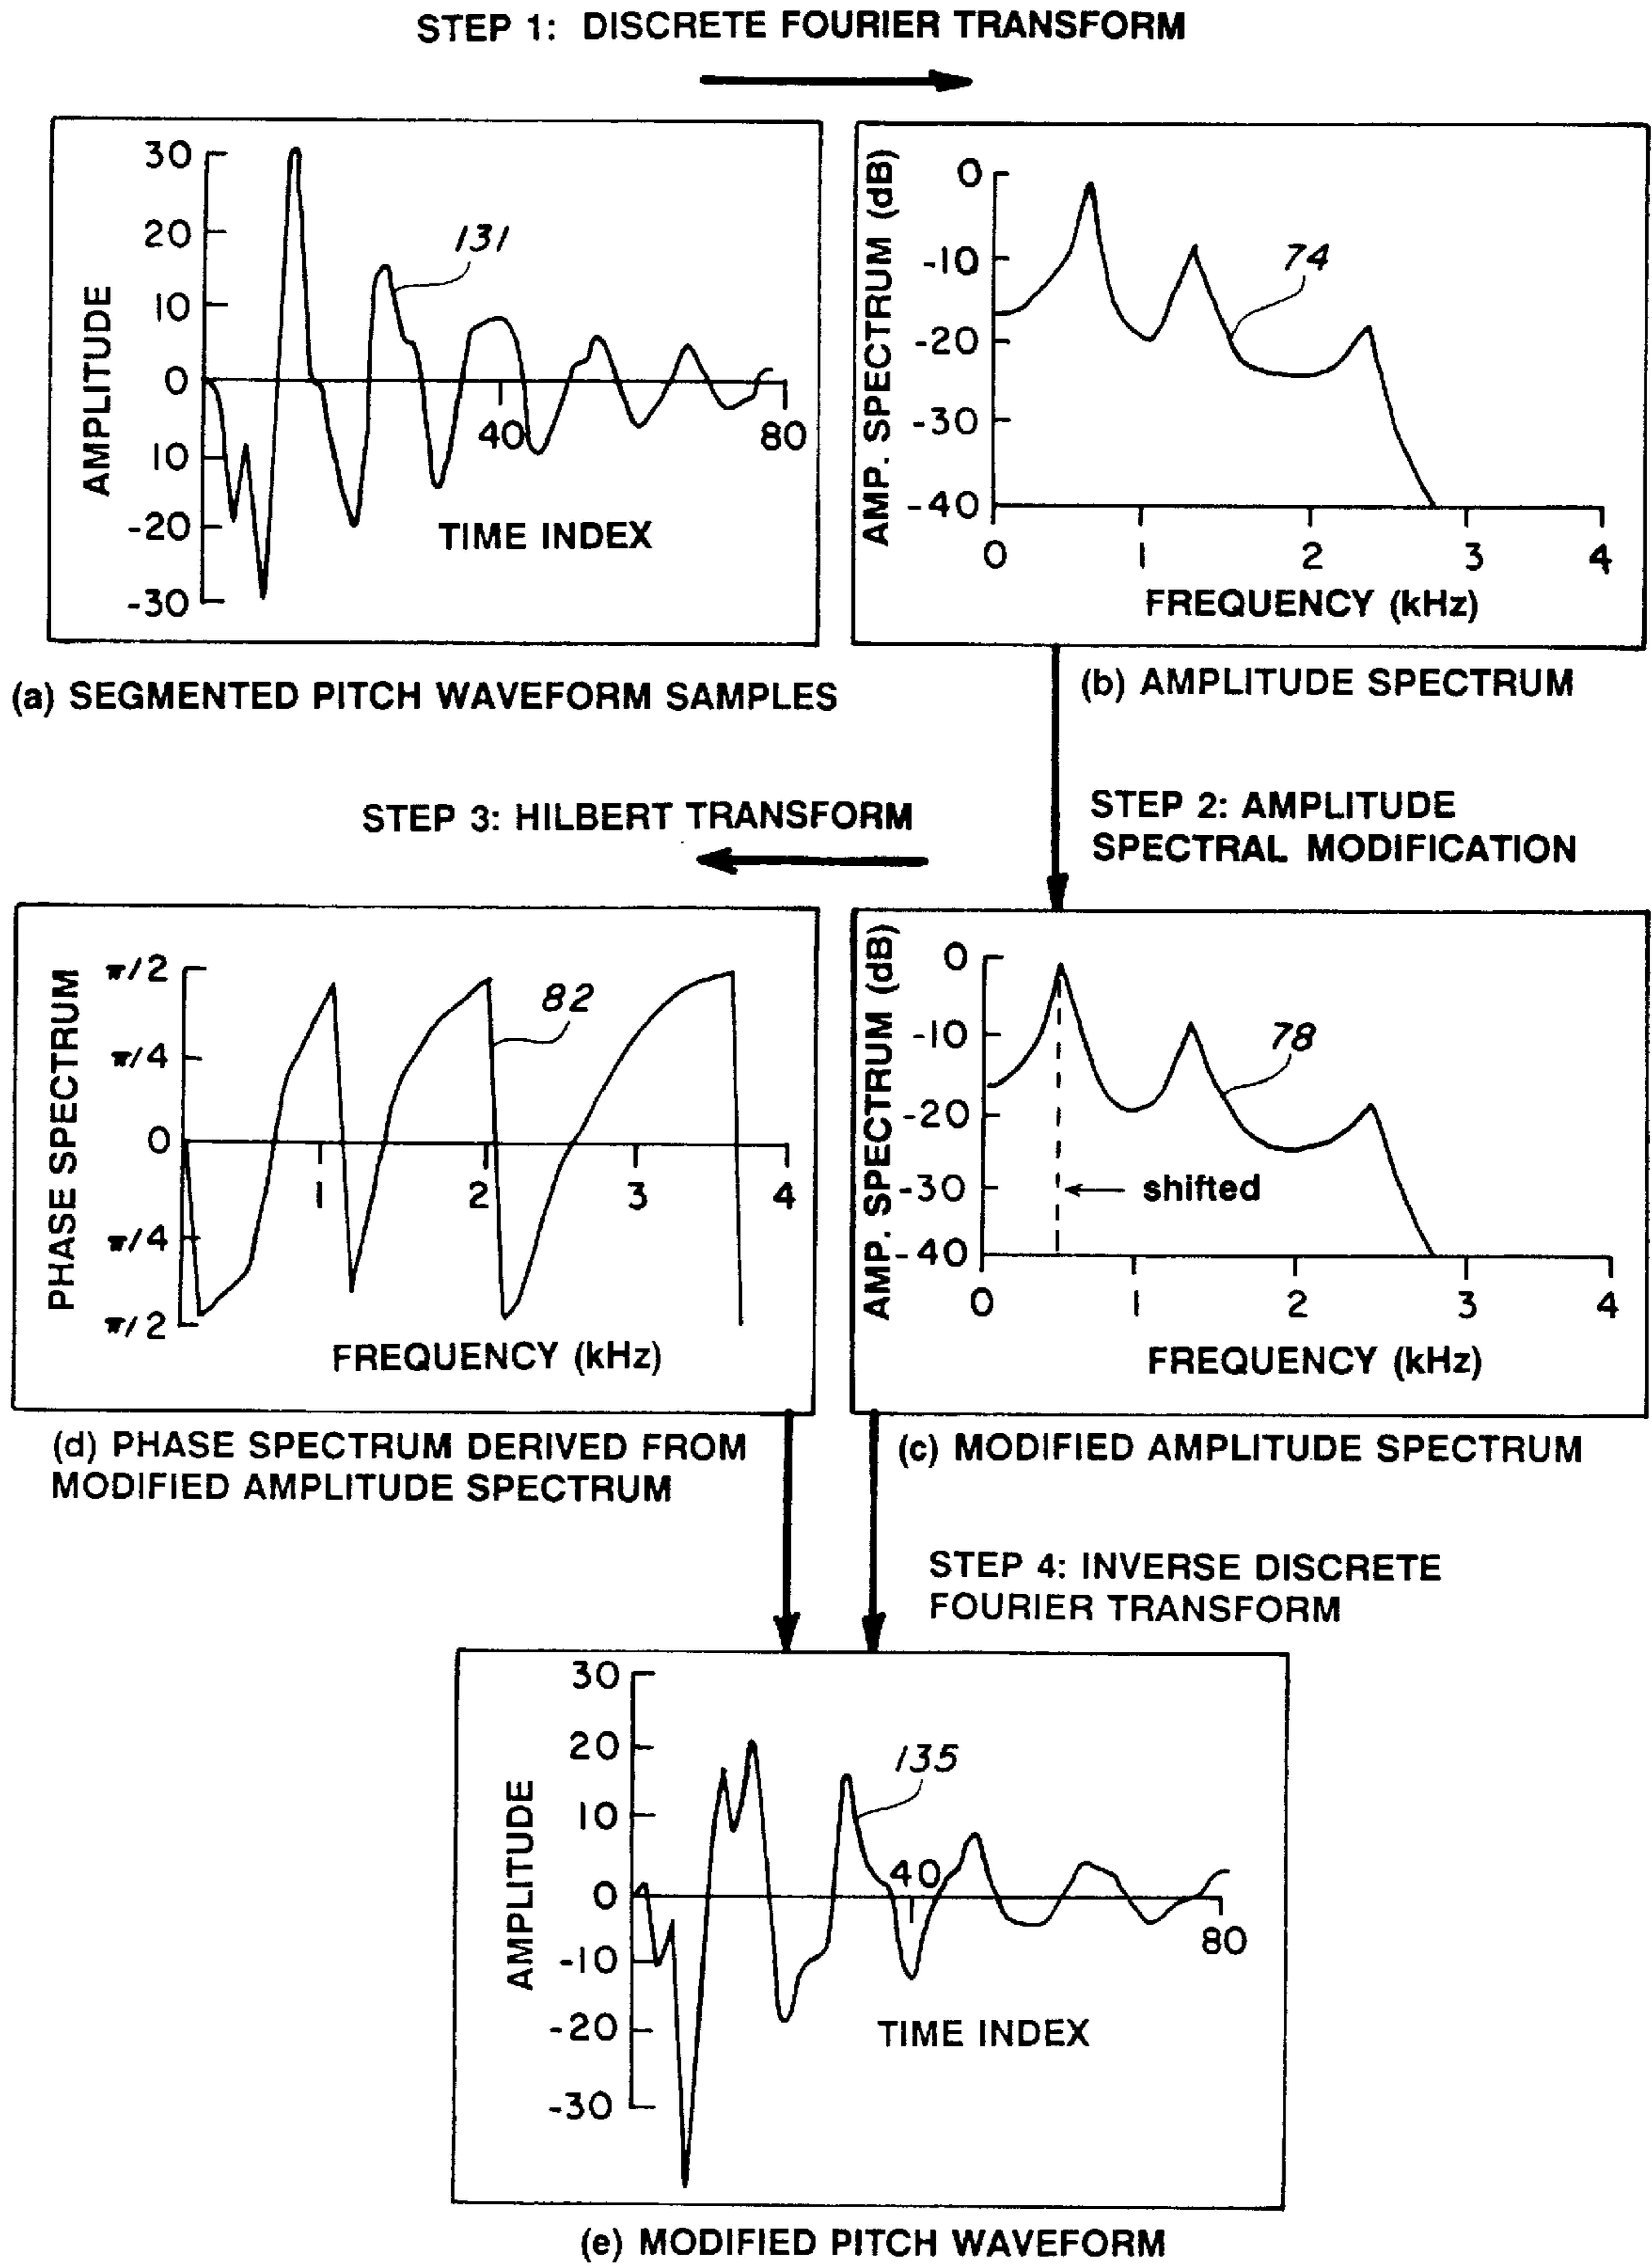 STEP 1: DISCRETE FOURIER TRANSFORM
30
20
10
0
10
-20
-30
AMPLITUDE
131
40
80
TIME INDEX
(a) SEGMENTED PITCH WAVEFORM SAMPLES
AMP. SPECTRUM (dB)
0
-10
-20
-30
-40
74
0 1 2 3 4
FREQUENCY (kHz)
(b) AMPLITUDE SPECTRUM
STEP 2: AMPLITUDE
SPECTRAL MODIFICATION
STEP 3: HILBERT TRANSFORM
PHASE SPECTRUM
π/2
π/4
0
π/4
π/2
82
1 2 3 4
FREQUENCY (kHz)
(d) PHASE SPECTRUM DERIVED FROM
MODIFIED AMPLITUDE SPECTRUM
AMP. SPECTRUM (dB)
0
-10
-20
-30
-40
78
shifted
0 1 2 3 4
FREQUENCY (kHz)
(c) MODIFIED AMPLITUDE SPECTRUM
STEP 4: INVERSE DISCRETE
FOURIER TRANSFORM
AMPLITUDE
30
20
10
0
-10
-20
-30
135
40
80
TIME INDEX
(e) MODIFIED PITCH WAVEFORM